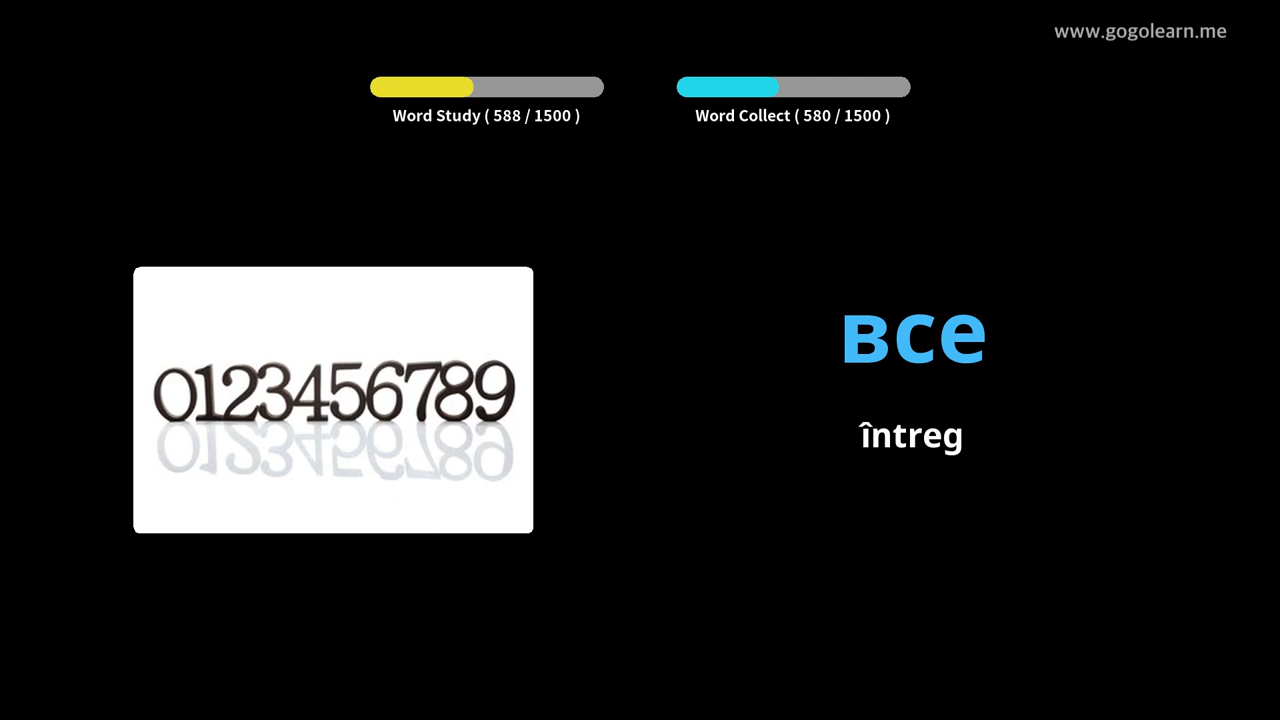 www.gogolearn.me
Word Study ( 588 / 1500 )
Word Collect ( 580 / 1500 )
0123456789
все
întreg